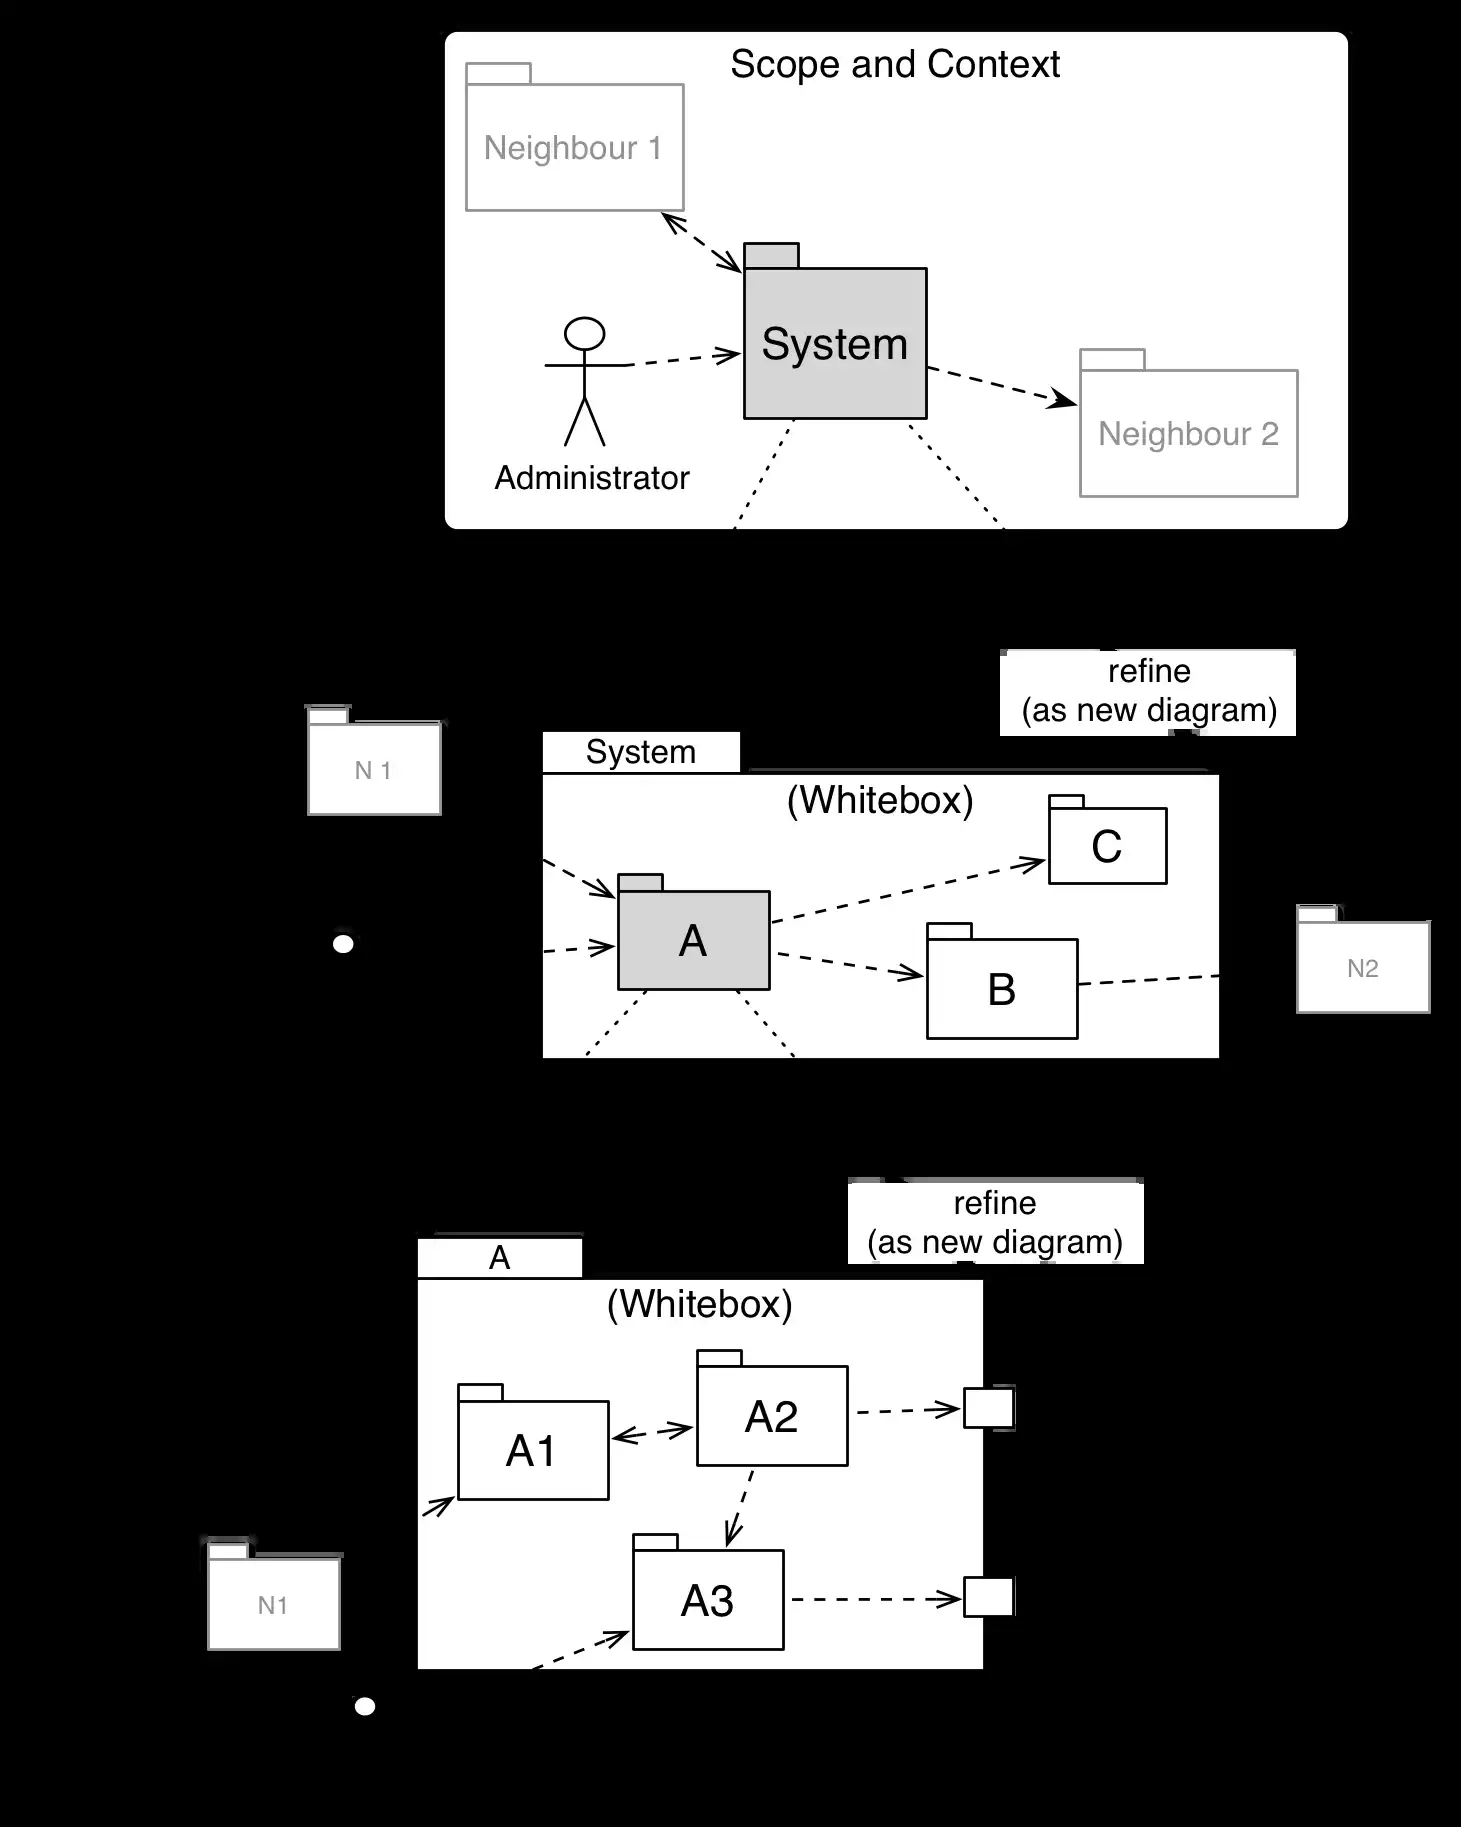 Scope and Context
Neighbour 1
System
Neighbour 2
Administrator
refine
(as new diagram)
N 1
System
(Whitebox)
C
A
B
N2
refine
(as new diagram)
A
(Whitebox)
A2
A1
A3
N1